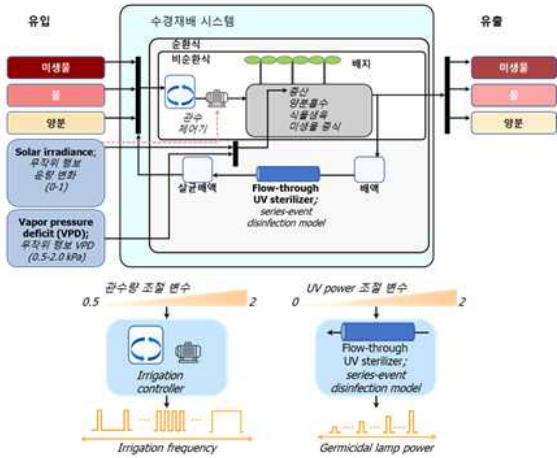 유입
수경재배 시스템
유출
순환식
비순환식
배지
미생물
물
양분
관수
제어기
증산
양분흡수
식물생육
미생물 증식
미생물
물
양분
Solar irradiance;
무작위 행보
운량 변화
(0-1)
Vapor pressure
deficit (VPD);
무작위 행보 VPD
(0.5-2.0 kPa)
살균배액
Flow-through
UV sterilizer;
series-event
disinfection model
배액
관수량 조절 변수
0.5
2
Irrigation
controller
Irrigation frequency
UV power 조절 변수
0
2
Flow-through
UV sterilizer;
series-event
disinfection model
Germicidal lamp power